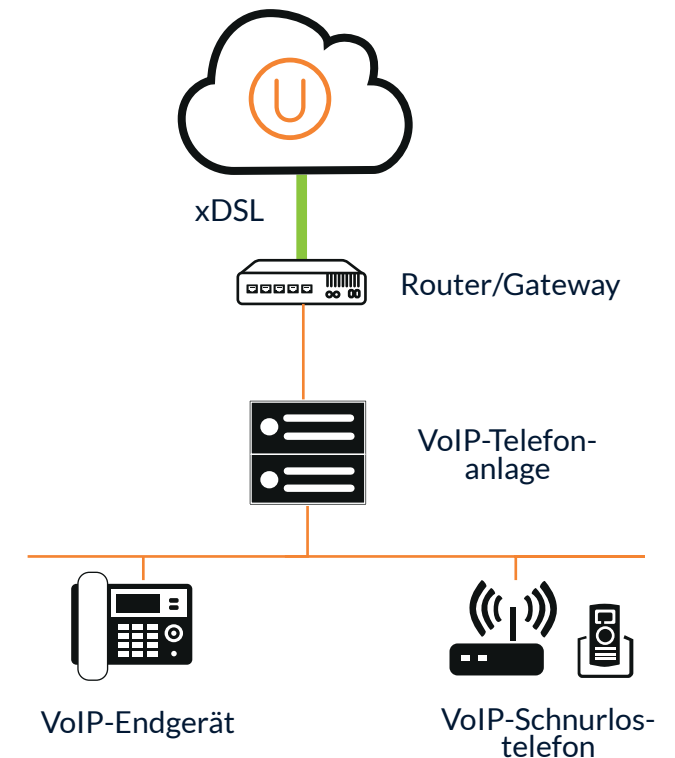 U
xDSL
Router/Gateway
VoIP-Telefon-
anlage
VoIP-Endgerät
VoIP-Schnurlos-
telefon